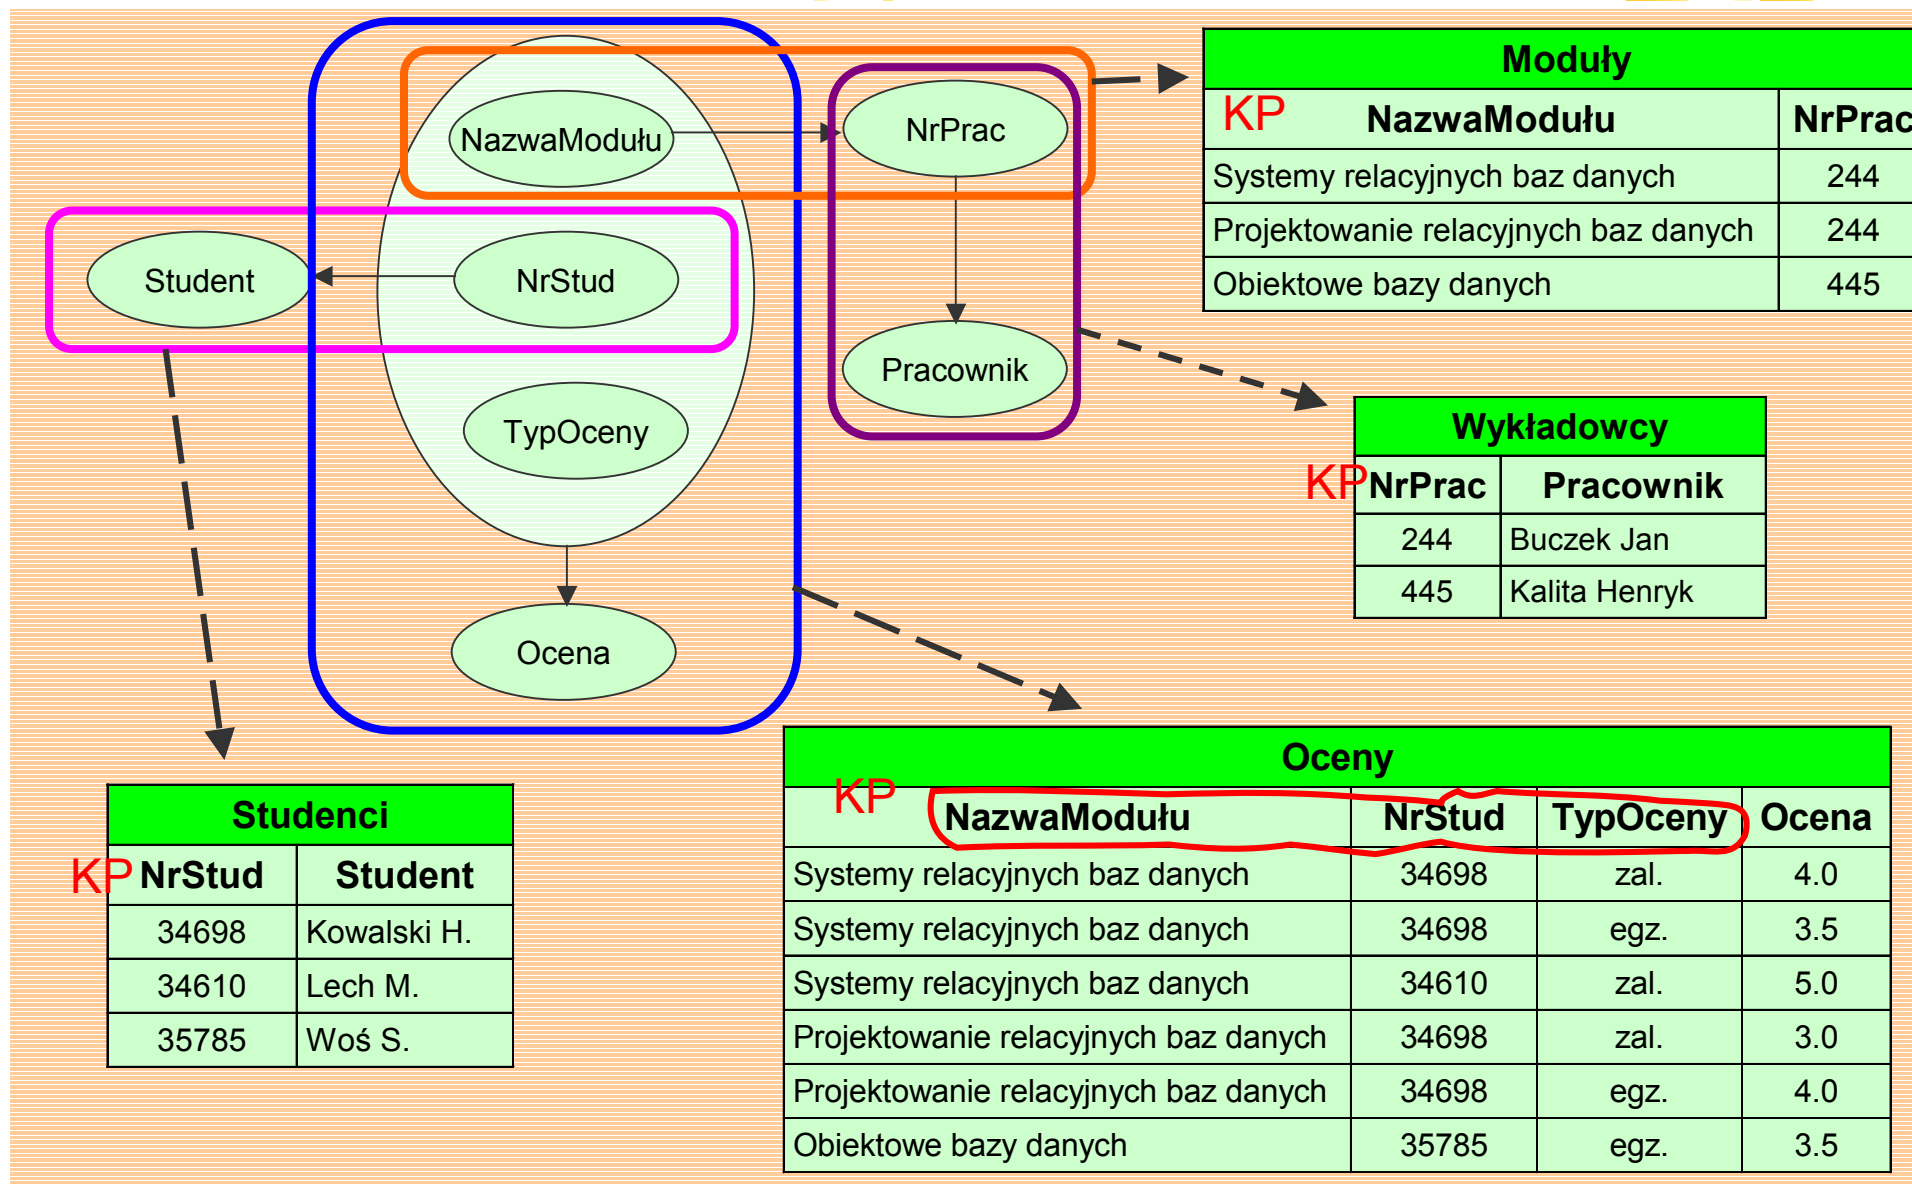 NazwaModułu
NrPrac
Student
NrStud
Pracownik
TypOceny
Ocena
Moduły
KP NazwaModułu NrPrac
Systemy relacyjnych baz danych 244
Projektowanie relacyjnych baz danych 244
Obiektowe bazy danych 445
Wykładowcy
KP NrPrac Pracownik
244 Buczek Jan
445 Kalita Henryk
Studenci
KP NrStud Student
34698 Kowalski H.
34610 Lech M.
35785 Woś S.
Oceny
KP NazwaModułu NrStud TypOceny Ocena
Systemy relacyjnych baz danych 34698 zal. 4.0
Systemy relacyjnych baz danych 34698 egz. 3.5
Systemy relacyjnych baz danych 34610 zal. 5.0
Projektowanie relacyjnych baz danych 34698 zal. 3.0
Projektowanie relacyjnych baz danych 34698 egz. 4.0
Obiektowe bazy danych 35785 egz. 3.5